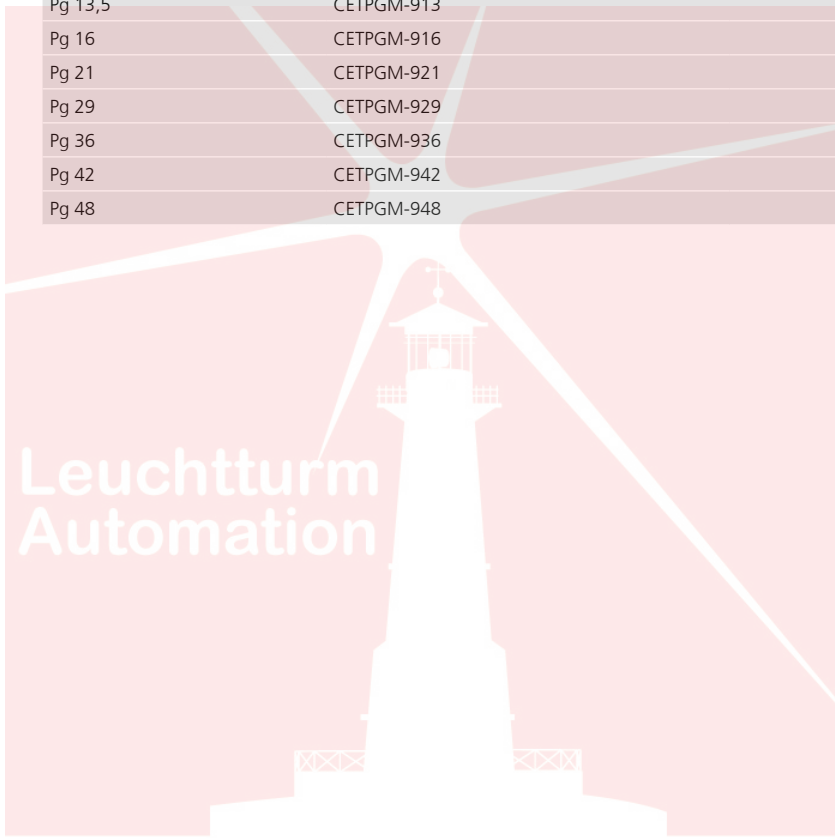 Pg 13,5 CETPGM-913
Pg 16 CETPGM-916
Pg 21 CETPGM-921
Pg 29 CETPGM-929
Pg 36 CETPGM-936
Pg 42 CETPGM-942
Pg 48 CETPGM-948
Leuchtturm
Automation